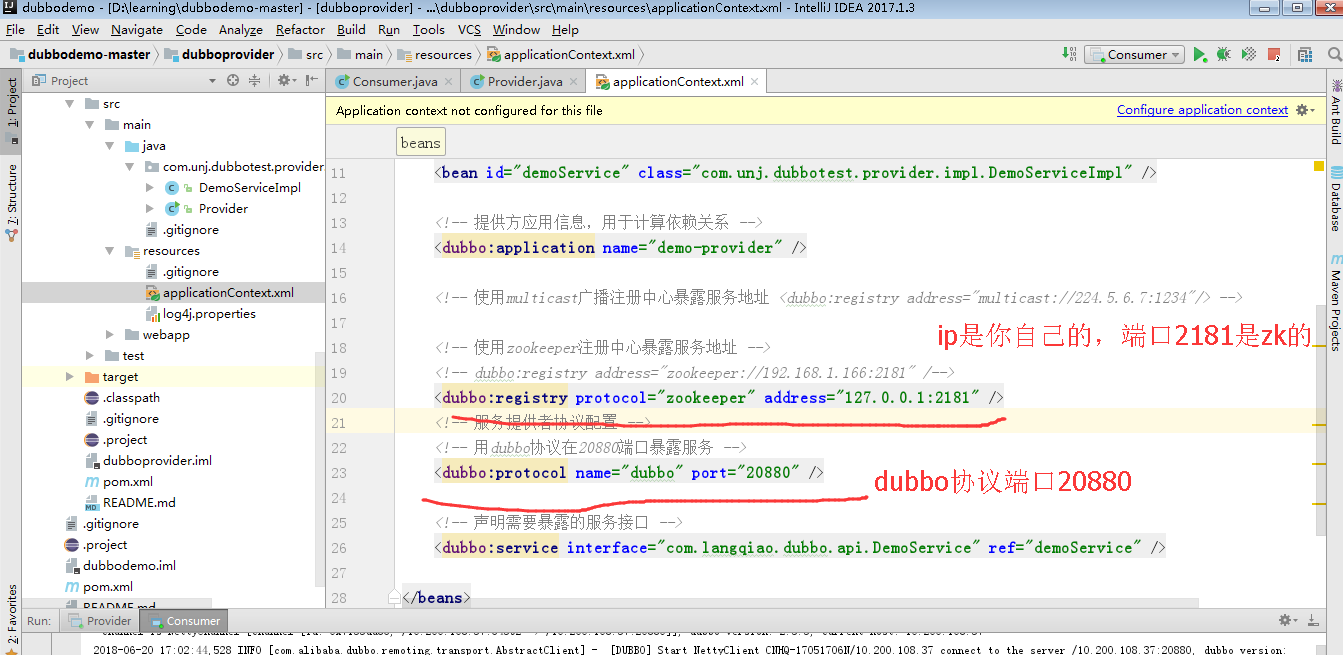 dubbodemo - [D:\learning\dubbodemo-master] - [dubboprovider] - ...\dubboprovider\src\main\resources\applicationContext.xml - IntelliJ IDEA 2017.1.3
File Edit View Navigate Code Analyze Refactor Build Run Tools VCS Window Help
dubbodemo-master dubboprovider src main resources applicationContext.xml Consumer
1: Project
7: Structure
2: Favorites
Project
src
main
java
com.unj.dubbotest.provider
DemoServiceImpl
Provider
.gitignore
resources
.gitignore
applicationContext.xml
log4j.properties
webapp
test
target
.classpath
.gitignore
.project
dubboprovider.iml
pom.xml
README.md
.gitignore
.project
dubbodemo.iml
pom.xml
README.md
Consumer.java Provider.java applicationContext.xml
Application context not configured for this file Configure application context
beans
11 <bean id="demoService" class="com.unj.dubbotest.provider.impl.DemoServiceImpl" />
12
13 <!-- 提供方应用信息，用于计算依赖关系 -->
14 <dubbo:application name="demo-provider" />
15
16 <!-- 使用multicast广播注册中心暴露服务地址 <dubbo:registry address="multicast://224.5.6.7:1234"/> -->
17
ip是你自己的，端口2181是zk的
18 <!-- 使用zookeeper注册中心暴露服务地址 -->
19 <!-- dubbo:registry address="zookeeper://192.168.1.166:2181" /-->
20 <dubbo:registry protocol="zookeeper" address="127.0.0.1:2181" />
21 <!-- 服务提供者协议配置 -->
22 <!-- 用dubbo协议在20880端口暴露服务 -->
23 <dubbo:protocol name="dubbo" port="20880" />
dubbo协议端口20880
24
25 <!-- 声明需要暴露的服务接口 -->
26 <dubbo:service interface="com.langqiao.dubbo.api.DemoService" ref="demoService" />
27
28 </beans>
Ant Build
Database
Maven Projects
Run: Provider Consumer
2018-06-20 17:02:44,528 INFO [com.alibaba.dubbo.remoting.transport.AbstractClient] - [DUBBO] Start NettyClient CNHQ-17051706N/10.200.108.37 connect to the server /10.200.108.37:20880, dubbo version: